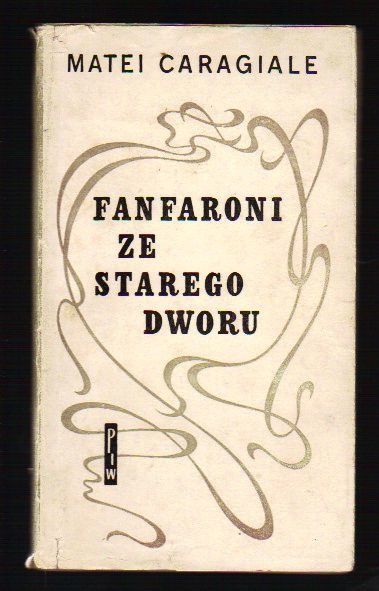 MATEI CARAGIALE
FANFARONI
ZE
STAREGO
DWORU
PIW